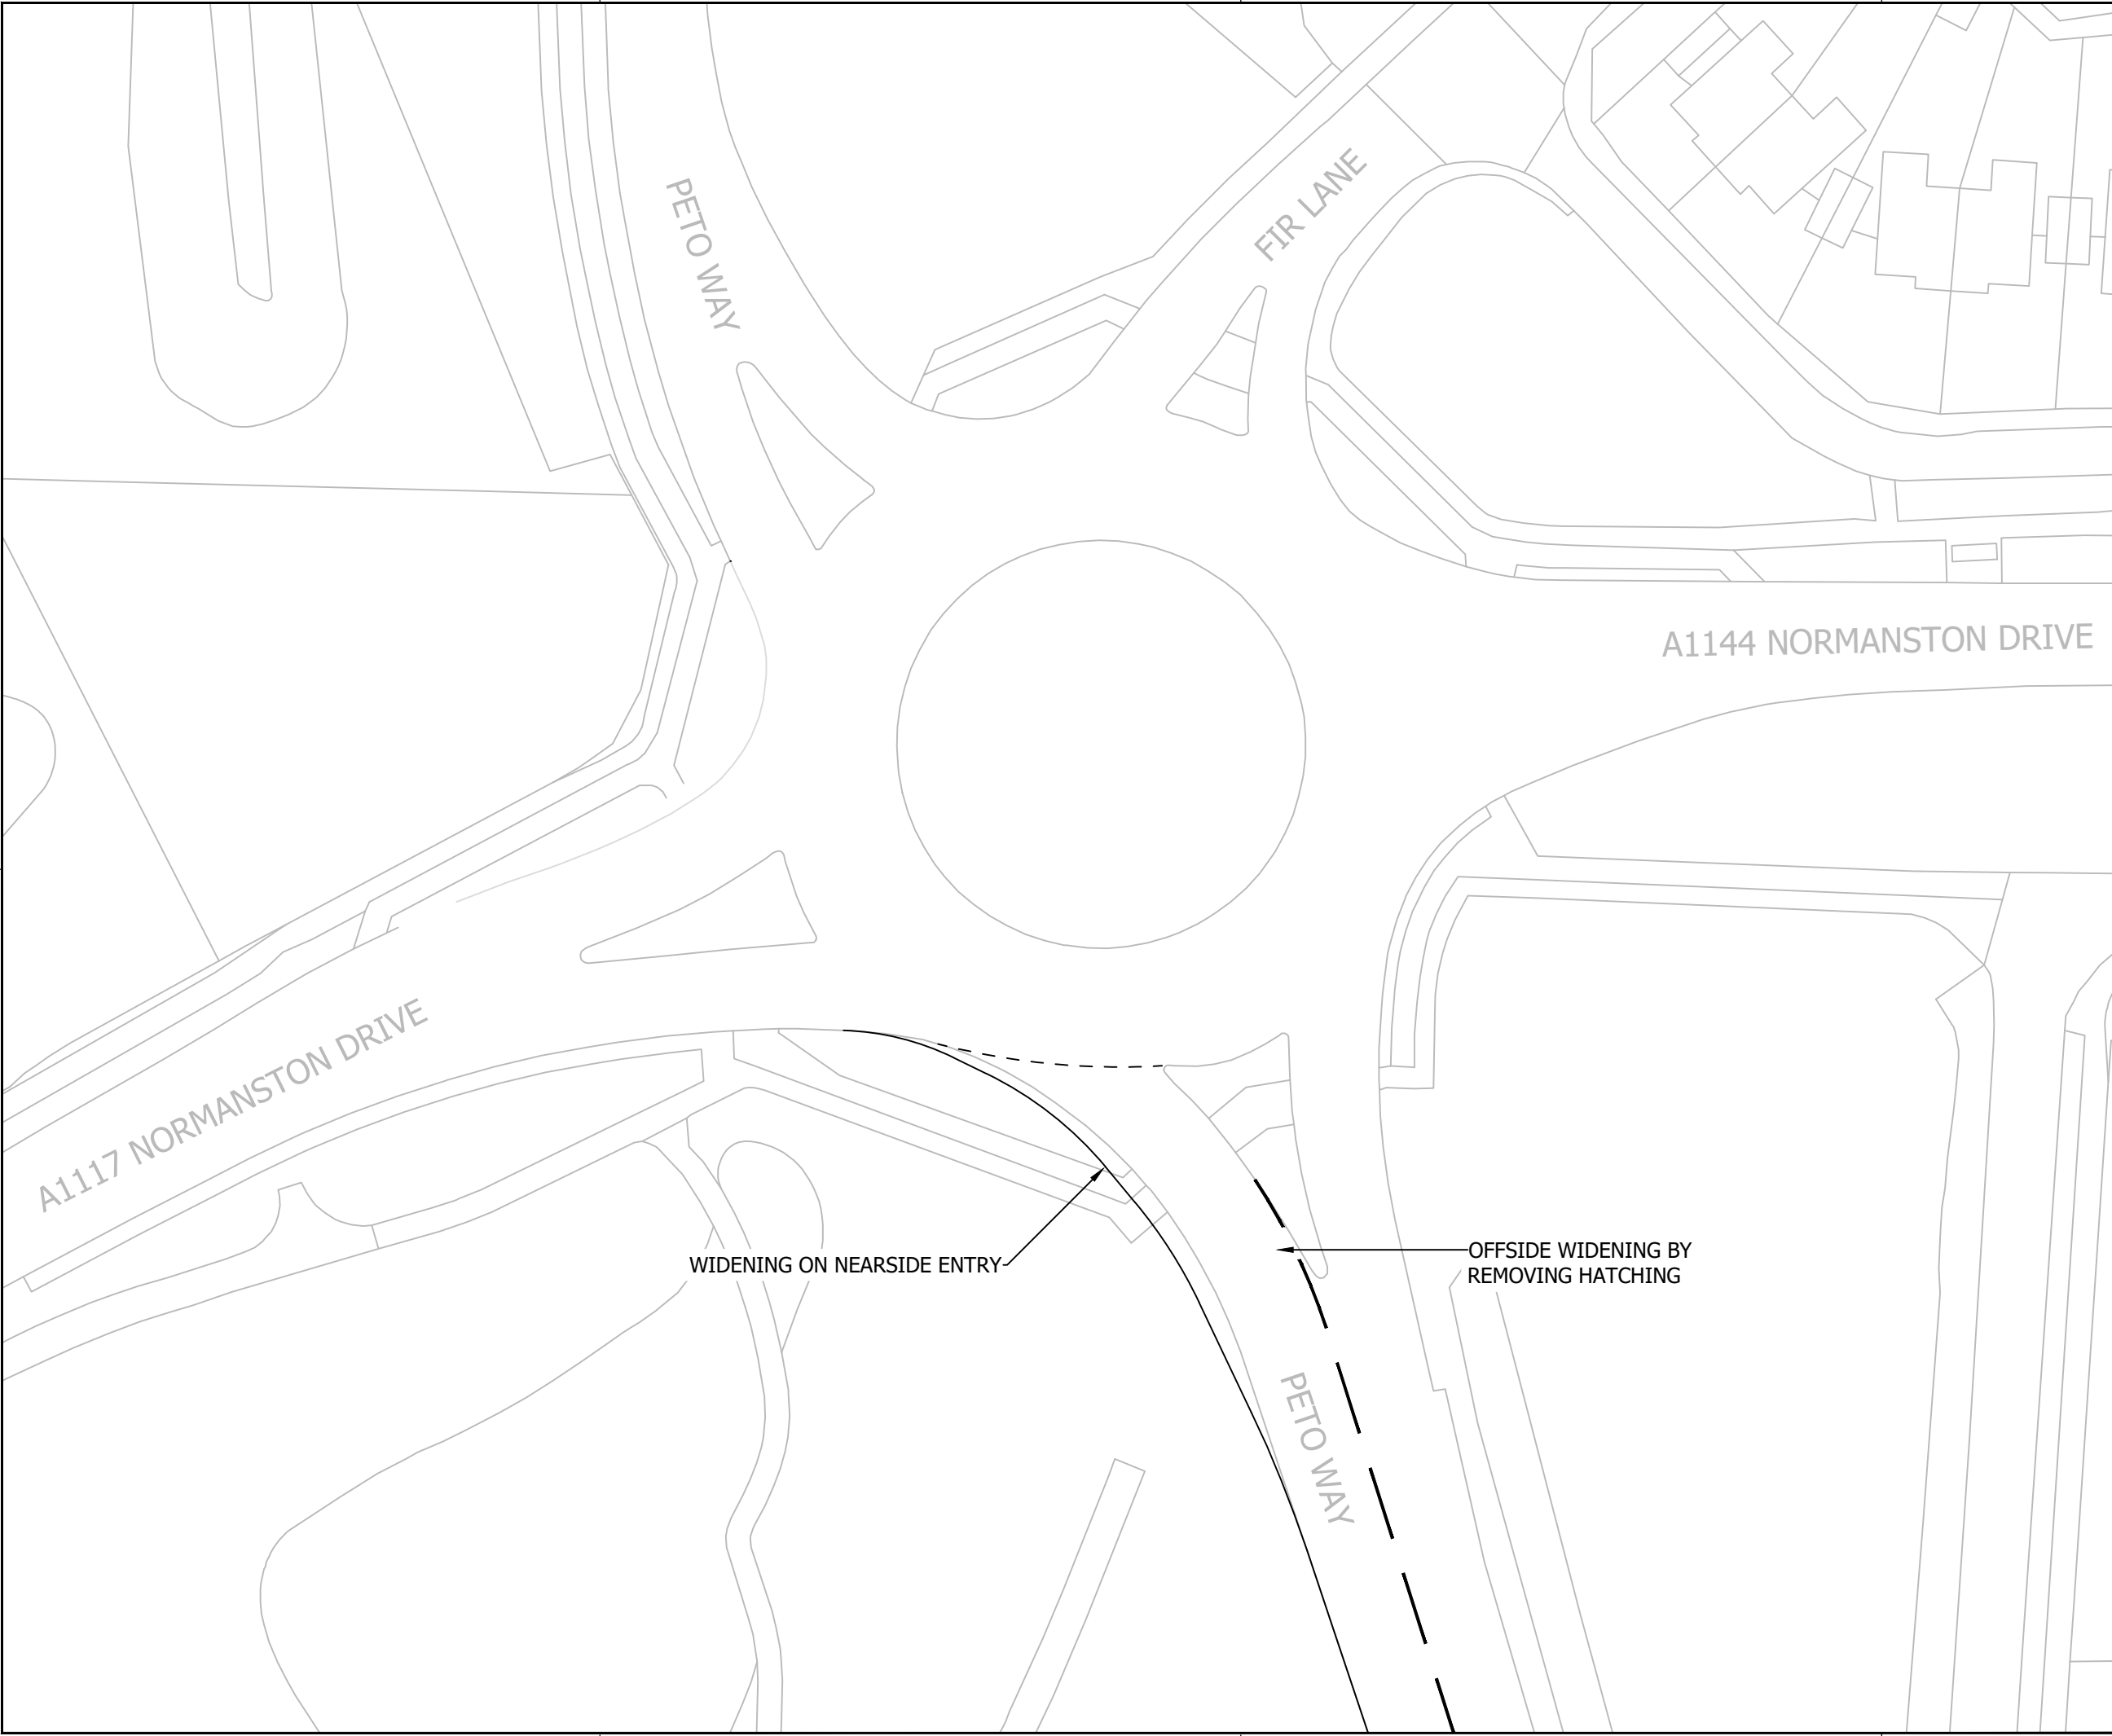 PETO WAY
FIR LANE
A1144 NORMANSTON DRIVE
A1117 NORMANSTON DRIVE
WIDENING ON NEARSIDE ENTRY
OFFSIDE WIDENING BY
REMOVING HATCHING
PETO WAY